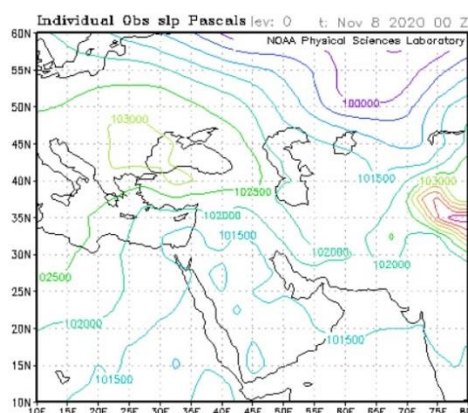 Individual Obs slp Pascals lev: 0 t: Nov 8 2020 00 Z
NOAA Physical Sciences Laboratory
60N
55N
100000
50N
103000
45N
101500
103000
40N
102500
35N
102000
101500
30N
102000
102000
102500
25N
20N
102000
101500
15N
101500
10N
10E 15E 20E 25E 30E 35E 40E 45E 50E 55E 60E 65E 70E 75E